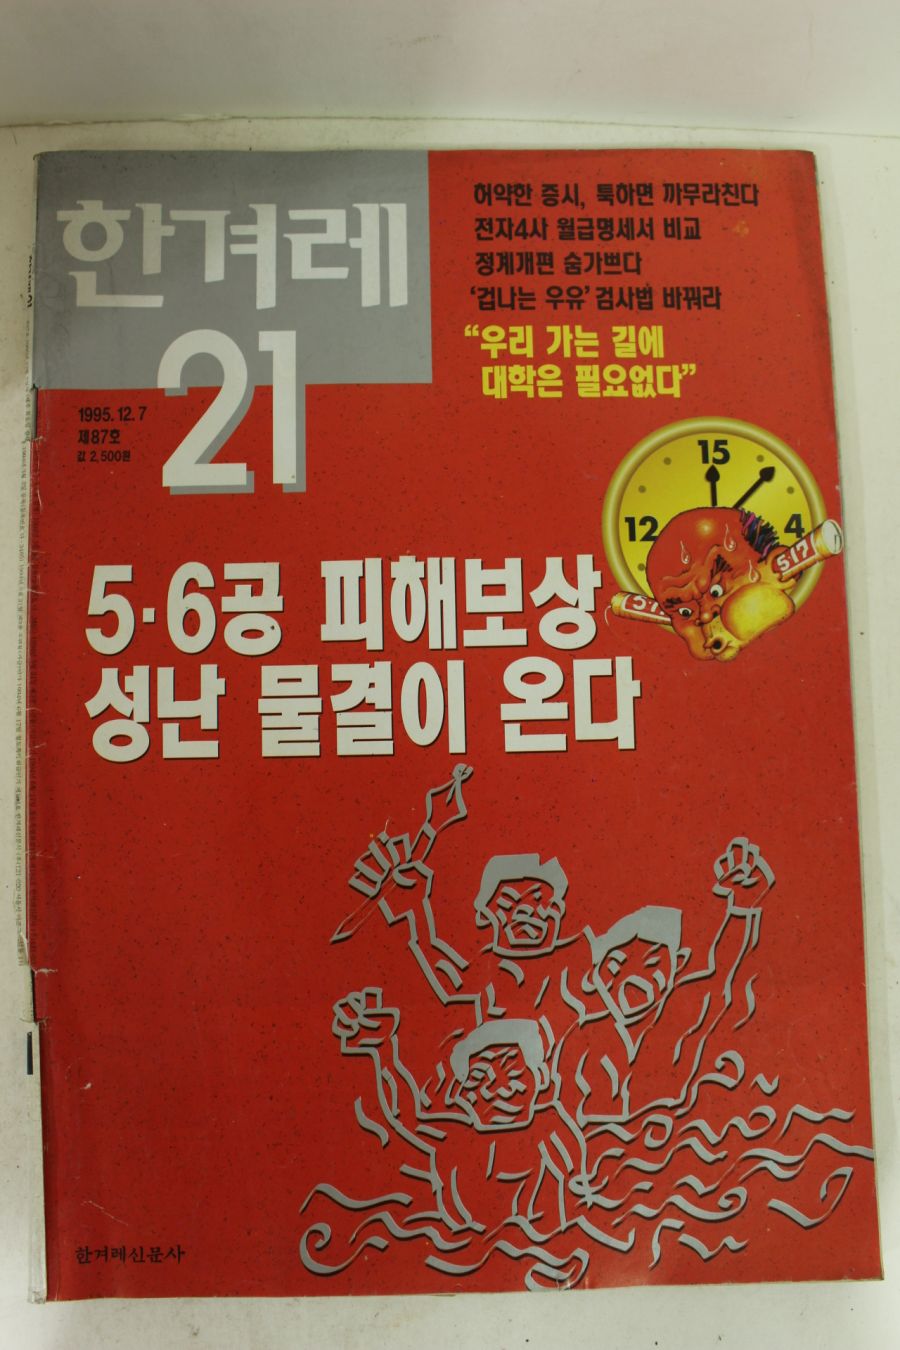 한겨레
21
1995. 12. 7
제87호
값 2,500원
허약한 증시, 툭하면 까무라친다
전자4사 월급명세서 비교
정계개편 숨가쁘다
‘겁나는 우유’ 검사법 바꿔라
“우리 가는 길에
대학은 필요없다”
15
12
4
5·17
5·6공 피해보상
성난 물결이 온다
한겨레신문사